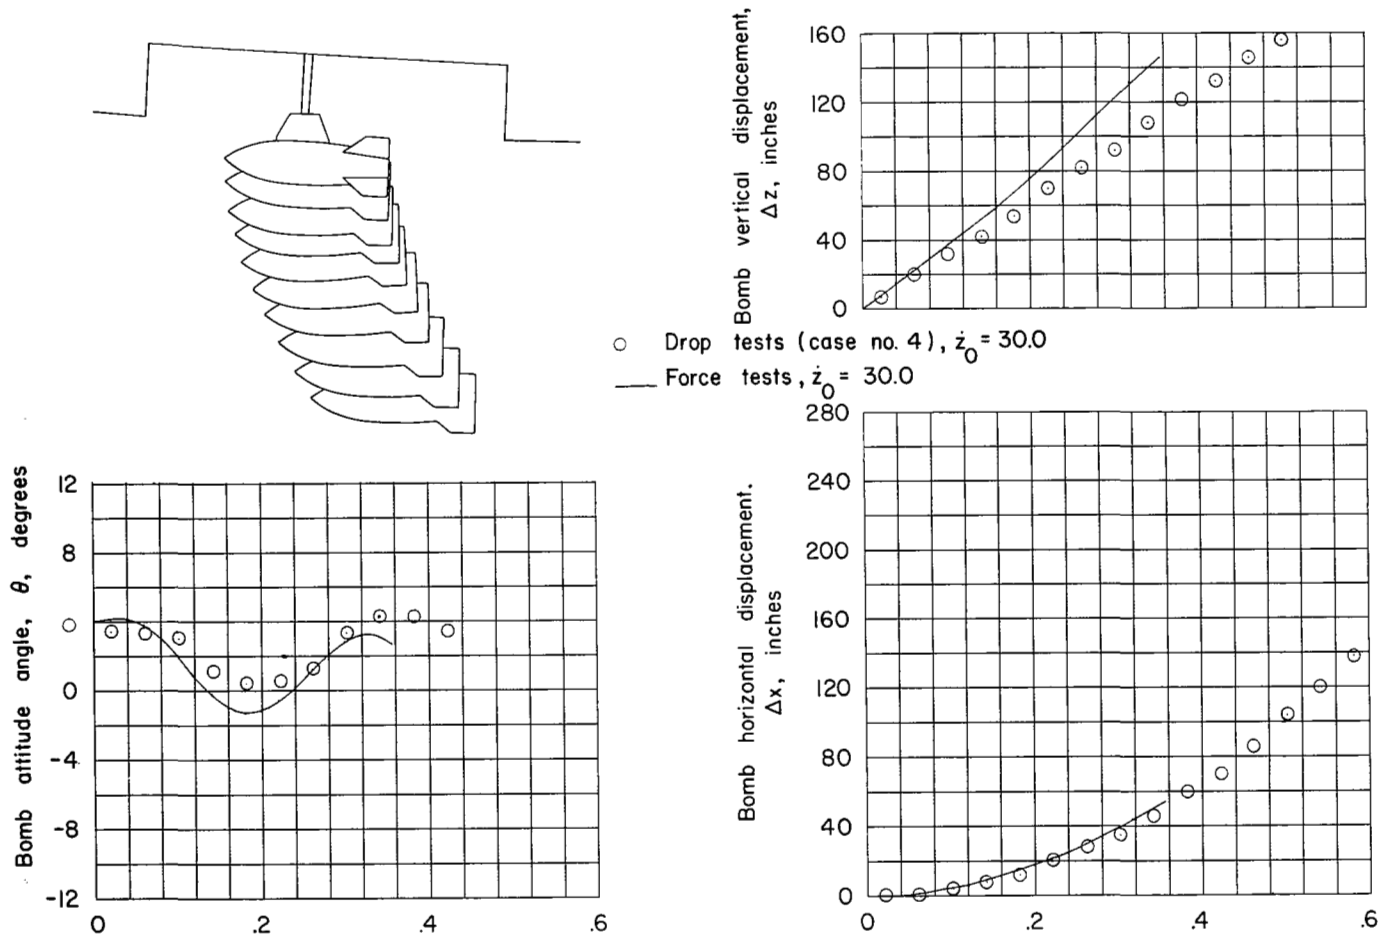 Bomb vertical displacement,
Δz, inches
160
120
80
40
0
○ Drop tests (case no. 4), ż₀ = 30.0
— Force tests, ż₀ = 30.0
Bomb attitude angle, θ, degrees
12
8
0
-4
-8
-12
0 .2 .4 .6
Bomb horizontal displacement.
Δx, inches
280
240
200
160
120
80
40
0
0 .2 .4 .6